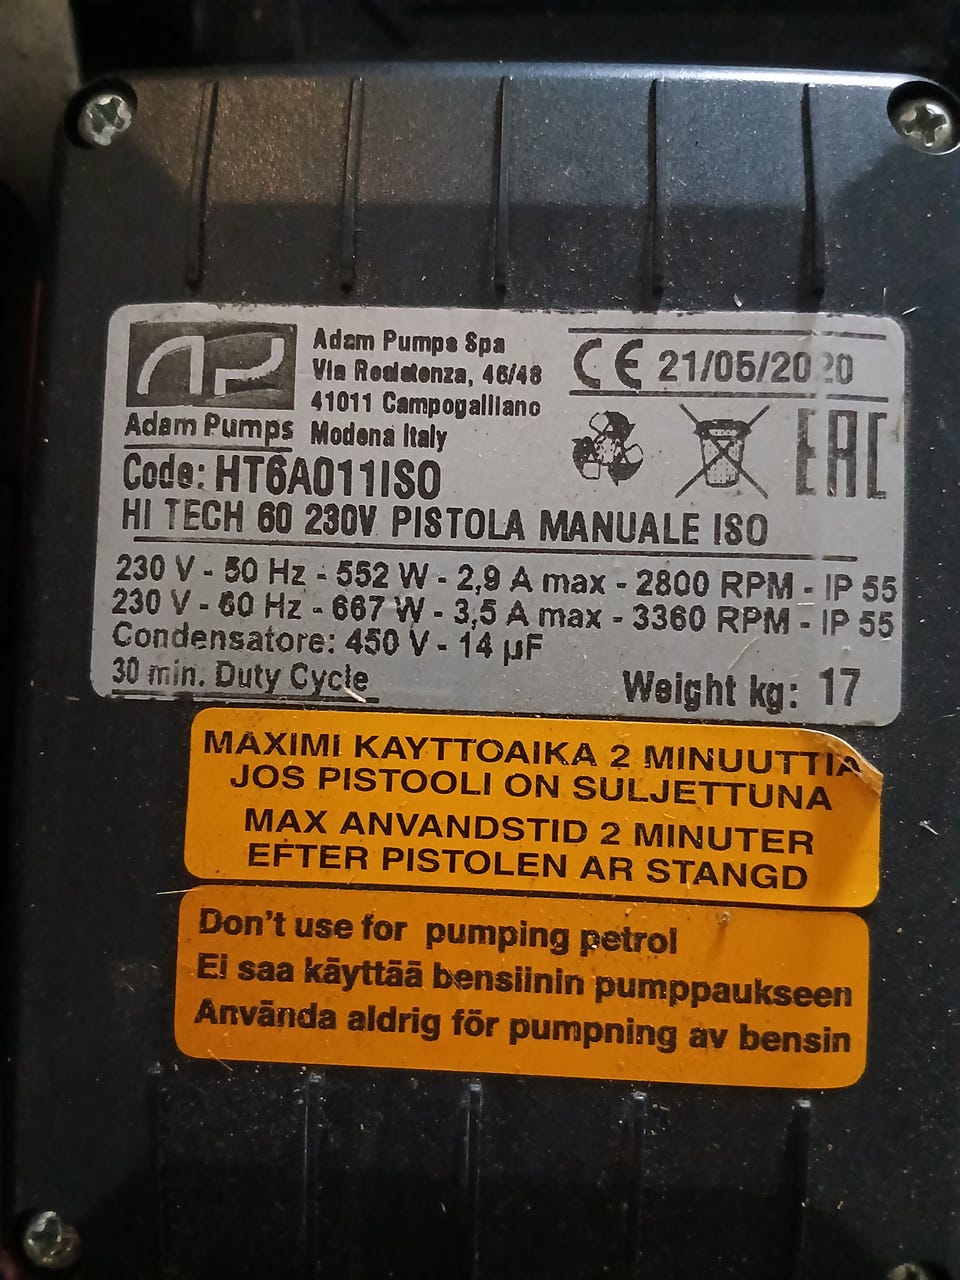 Adam Pumps Spa
Via Resistenza, 46/48
41011 Campogalliano
Modena Italy
AP
Adam Pumps
CE 21/05/2020
EAC
Code: HT6A011ISO
HI TECH 60 230V PISTOLA MANUALE ISO
230 V - 50 Hz - 552 W - 2,9 A max - 2800 RPM - IP 55
230 V - 60 Hz - 667 W - 3,5 A max - 3360 RPM - IP 55
Condensatore: 450 V - 14 µF
30 min. Duty Cycle
Weight kg: 17
MAXIMI KAYTTOAIKA 2 MINUUTTIA
JOS PISTOOLI ON SULJETTUNA
MAX ANVANDSTID 2 MINUTER
EFTER PISTOLEN AR STANGD
Don't use for pumping petrol
Ei saa käyttää bensiinin pumppaukseen
Använda aldrig för pumpning av bensin